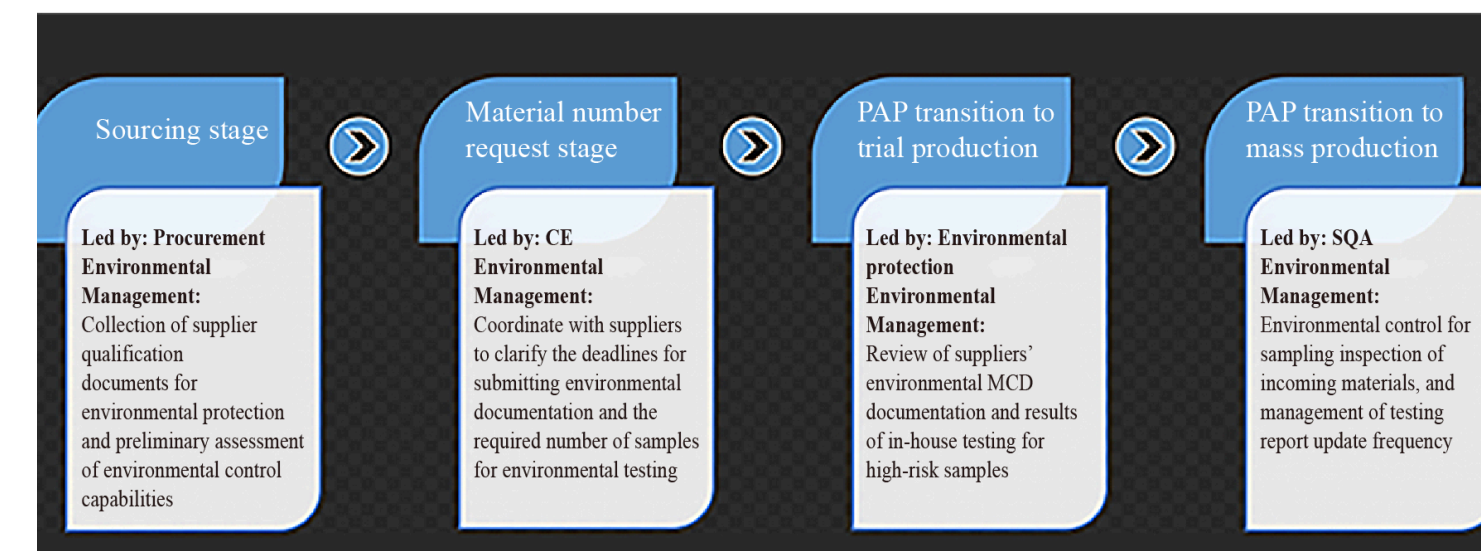 Sourcing stage
Led by: Procurement
Environmental
Management:
Collection of supplier
qualification
documents for
environmental protection
and preliminary assessment
of environmental control
capabilities
Material number
request stage
Led by: CE
Environmental
Management:
Coordinate with suppliers
to clarify the deadlines for
submitting environmental
documentation and the
required number of samples
for environmental testing
PAP transition to
trial production
Led by: Environmental
protection
Environmental
Management:
Review of suppliers’
environmental MCD
documentation and results
of in-house testing for
high-risk samples
PAP transition to
mass production
Led by: SQA
Environmental
Management:
Environmental control for
sampling inspection of
incoming materials, and
management of testing
report update frequency